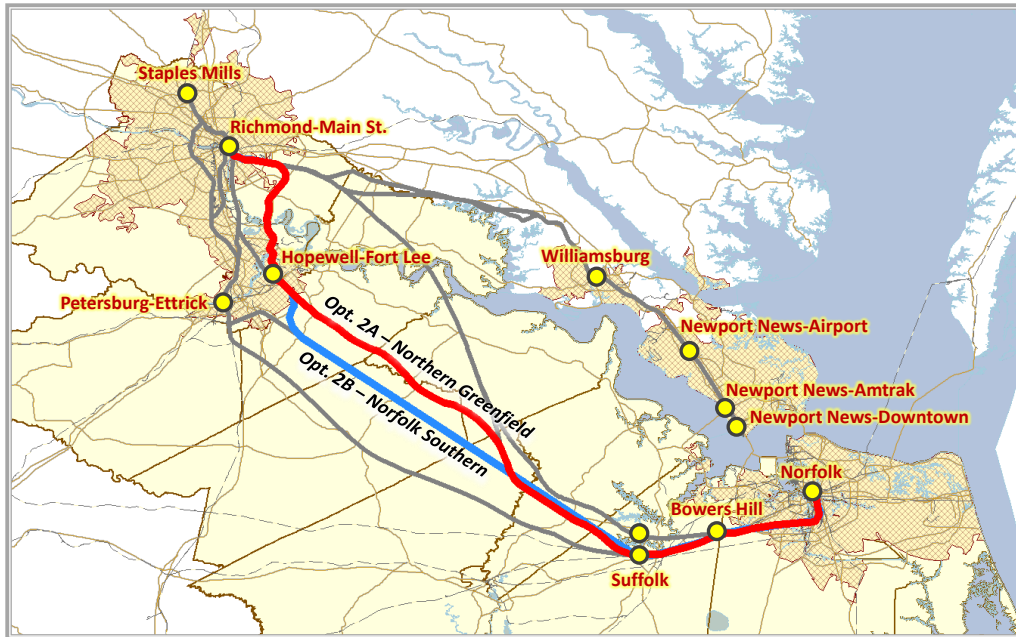 Staples Mills
Richmond-Main St.
Hopewell-Fort Lee
Williamsburg
Petersburg-Ettrick
Opt. 2A – Northern Greenfield
Opt. 2B – Norfolk Southern
Newport News-Airport
Newport News-Amtrak
Newport News-Downtown
Norfolk
Bowers Hill
Suffolk